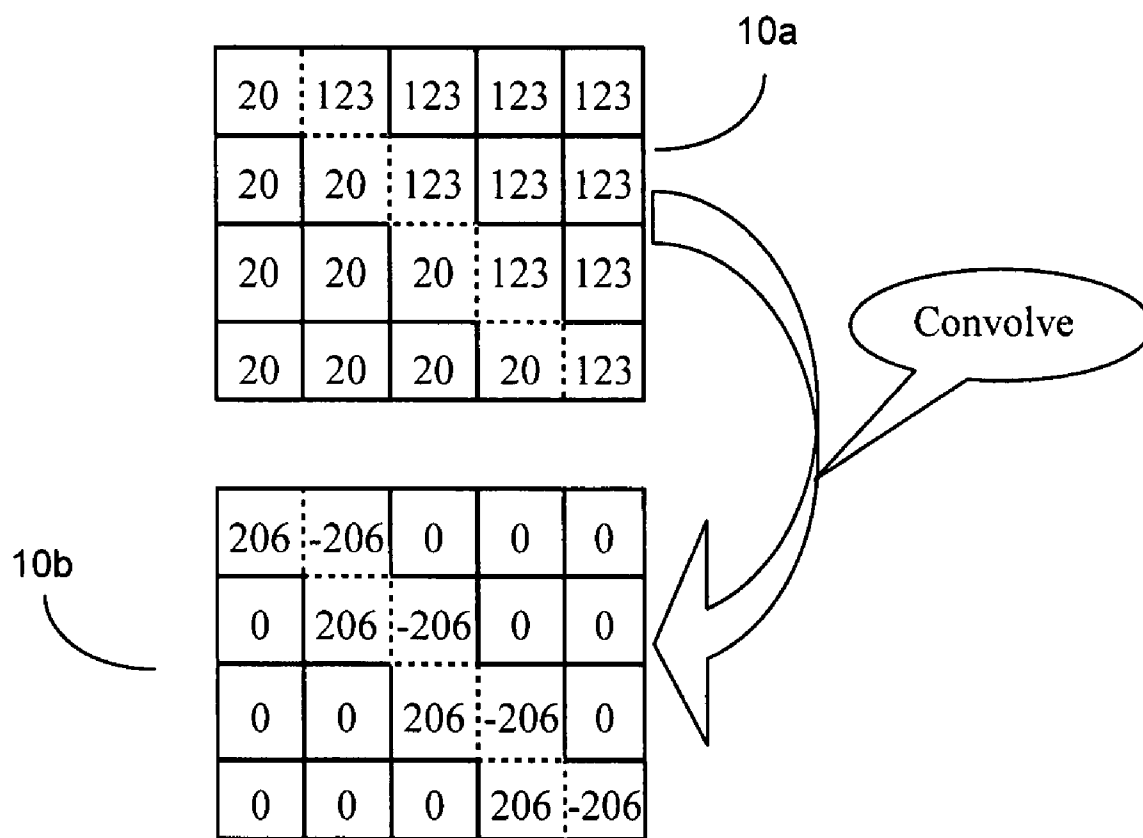 10a
20 123 123 123 123
20 20 123 123 123
20 20 20 123 123
20 20 20 20 123
Convolve
10b
206 -206 0 0 0
0 206 -206 0 0
0 0 206 -206 0
0 0 0 206 -206